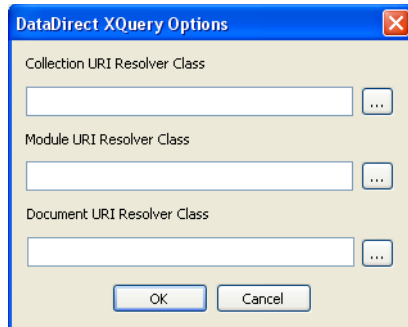 DataDirect XQuery Options
Collection URI Resolver Class
...
Module URI Resolver Class
...
Document URI Resolver Class
...
OK Cancel